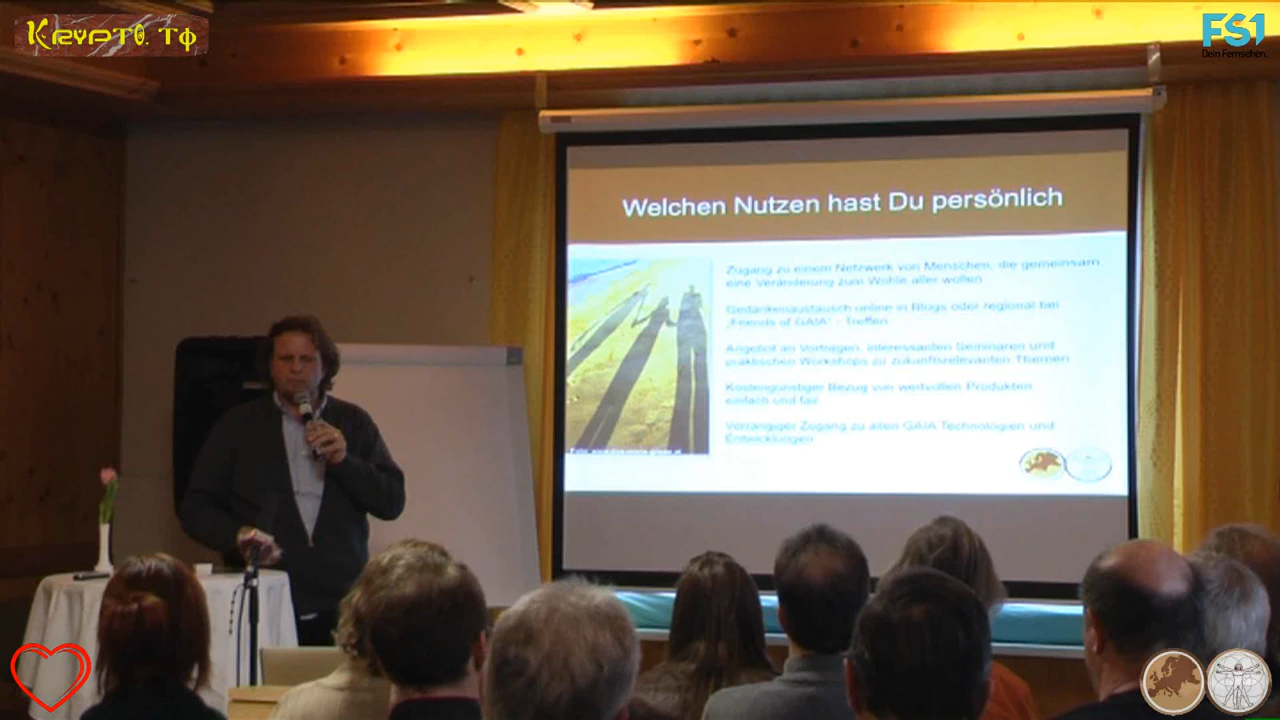 KRYPTO. TФ
FS1
Dein Fernsehen.
Welchen Nutzen hast Du persönlich
Zugang zu einem Netzwerk von Menschen, die gemeinsam
eine Veränderung zum Wohle aller wollen
Gedankenaustausch online in Blogs oder regional bei
„Friends of GAIA“ - Treffen
Angebot an Vorträgen, interessanten Seminaren und
praktischen Workshops zu zukunftsrelevanten Themen
Kostengünstiger Bezug von wertvollen Produkten
einfach und fair
Vorrangiger Zugang zu allen GAIA Technologien und
Entwicklungen